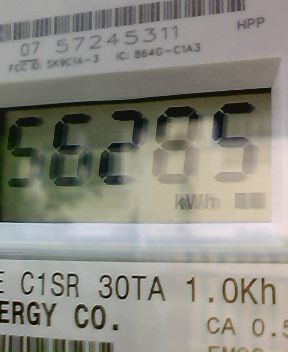 HPP
07 57245311
FCC ID: SK9C1A-3 IC: 864G-C1A3
56285
kWh
E C1SR 30TA 1.0Kh
ERGY CO.
CA 0.5